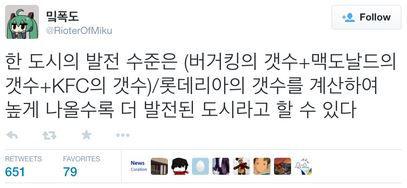 밐폭도
@RioterOfMiku
Follow
한 도시의 발전 수준은 (버거킹의 갯수+맥도날드의
갯수+KFC의 갯수)/롯데리아의 갯수를 계산하여
높게 나올수록 더 발전된 도시라고 할 수 있다
RETWEETS FAVORITES
651 79
News
Curation